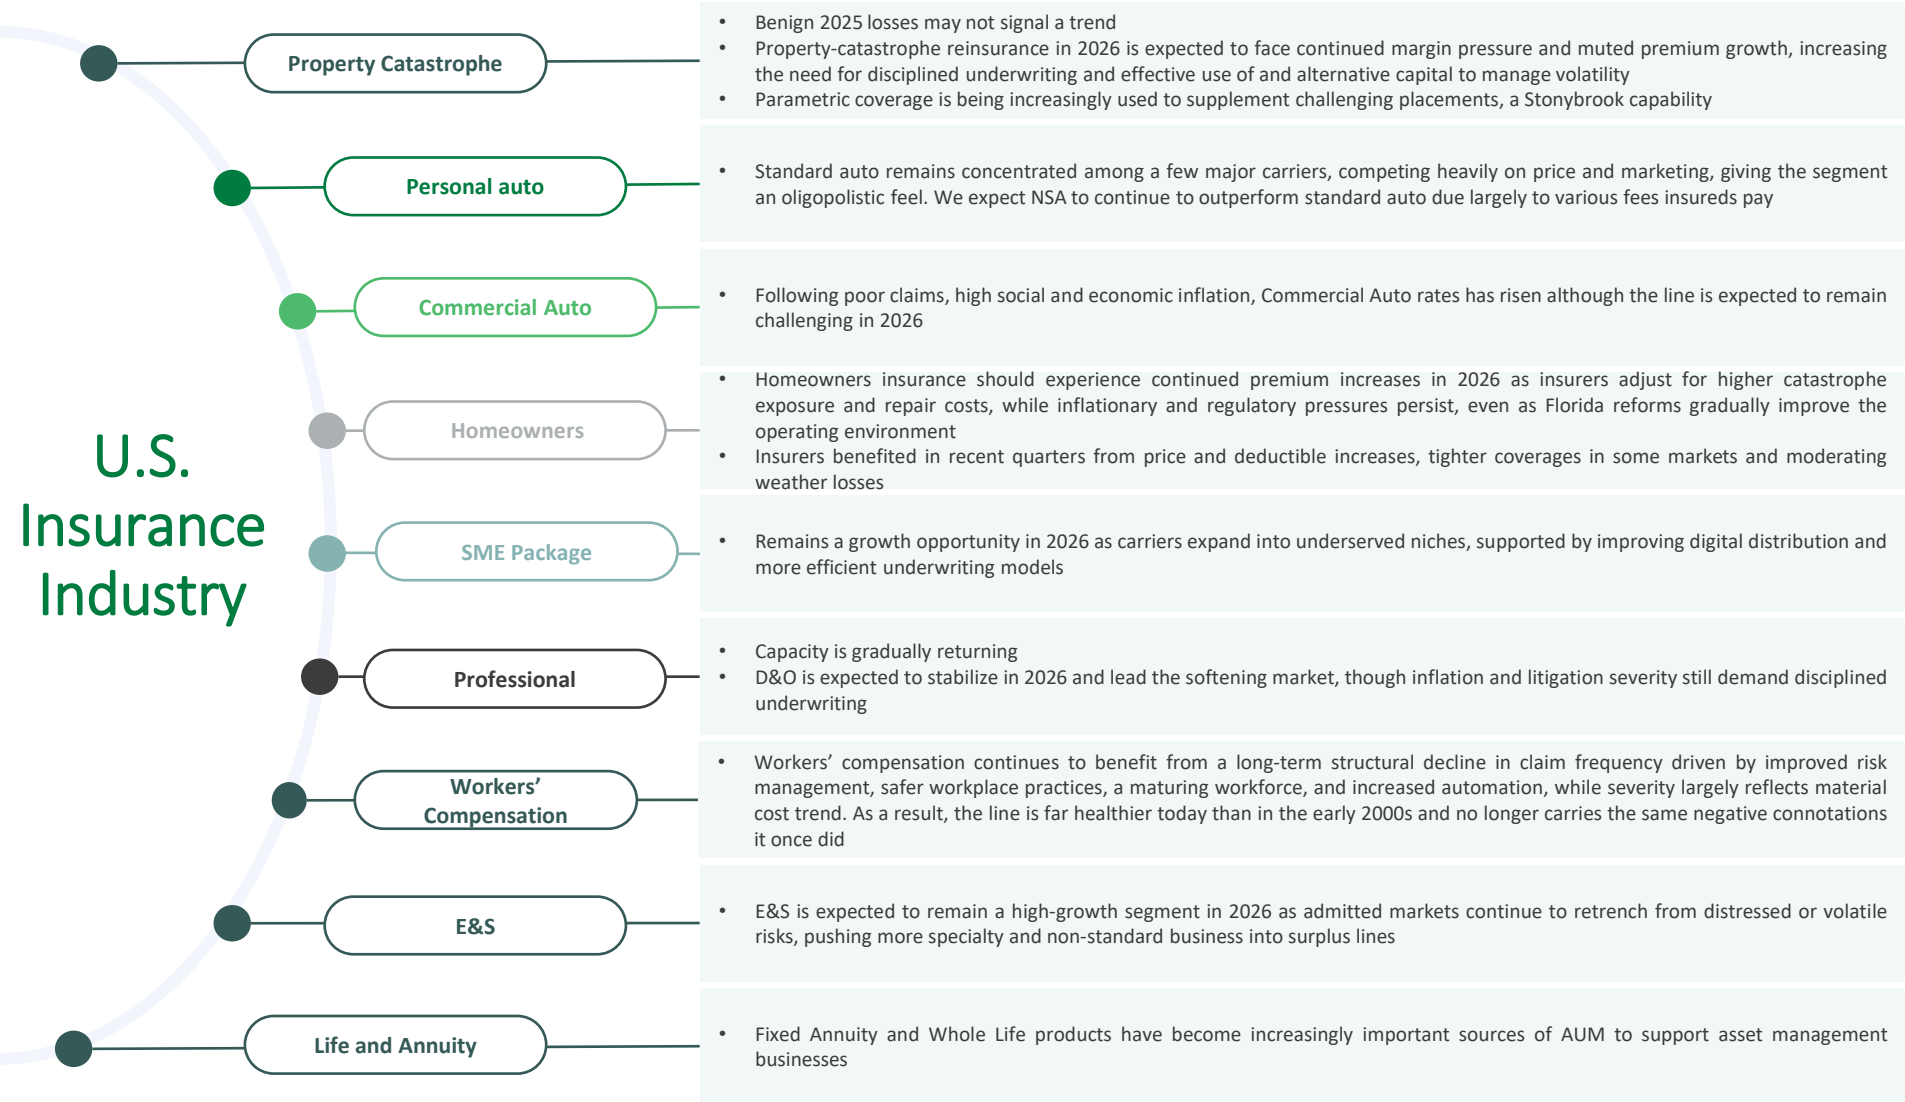 U.S.
Insurance
Industry
Property Catastrophe
• Benign 2025 losses may not signal a trend
• Property-catastrophe reinsurance in 2026 is expected to face continued margin pressure and muted premium growth, increasing
the need for disciplined underwriting and effective use of and alternative capital to manage volatility
• Parametric coverage is being increasingly used to supplement challenging placements, a Stonybrook capability
Personal auto
• Standard auto remains concentrated among a few major carriers, competing heavily on price and marketing, giving the segment
an oligopolistic feel. We expect NSA to continue to outperform standard auto due largely to various fees insureds pay
Commercial Auto
• Following poor claims, high social and economic inflation, Commercial Auto rates has risen although the line is expected to remain
challenging in 2026
Homeowners
• Homeowners insurance should experience continued premium increases in 2026 as insurers adjust for higher catastrophe
exposure and repair costs, while inflationary and regulatory pressures persist, even as Florida reforms gradually improve the
operating environment
• Insurers benefited in recent quarters from price and deductible increases, tighter coverages in some markets and moderating
weather losses
SME Package
• Remains a growth opportunity in 2026 as carriers expand into underserved niches, supported by improving digital distribution and
more efficient underwriting models
Professional
• Capacity is gradually returning
• D&O is expected to stabilize in 2026 and lead the softening market, though inflation and litigation severity still demand disciplined
underwriting
Workers’
Compensation
• Workers’ compensation continues to benefit from a long-term structural decline in claim frequency driven by improved risk
management, safer workplace practices, a maturing workforce, and increased automation, while severity largely reflects material
cost trend. As a result, the line is far healthier today than in the early 2000s and no longer carries the same negative connotations
it once did
E&S
• E&S is expected to remain a high-growth segment in 2026 as admitted markets continue to retrench from distressed or volatile
risks, pushing more specialty and non-standard business into surplus lines
Life and Annuity
• Fixed Annuity and Whole Life products have become increasingly important sources of AUM to support asset management
businesses